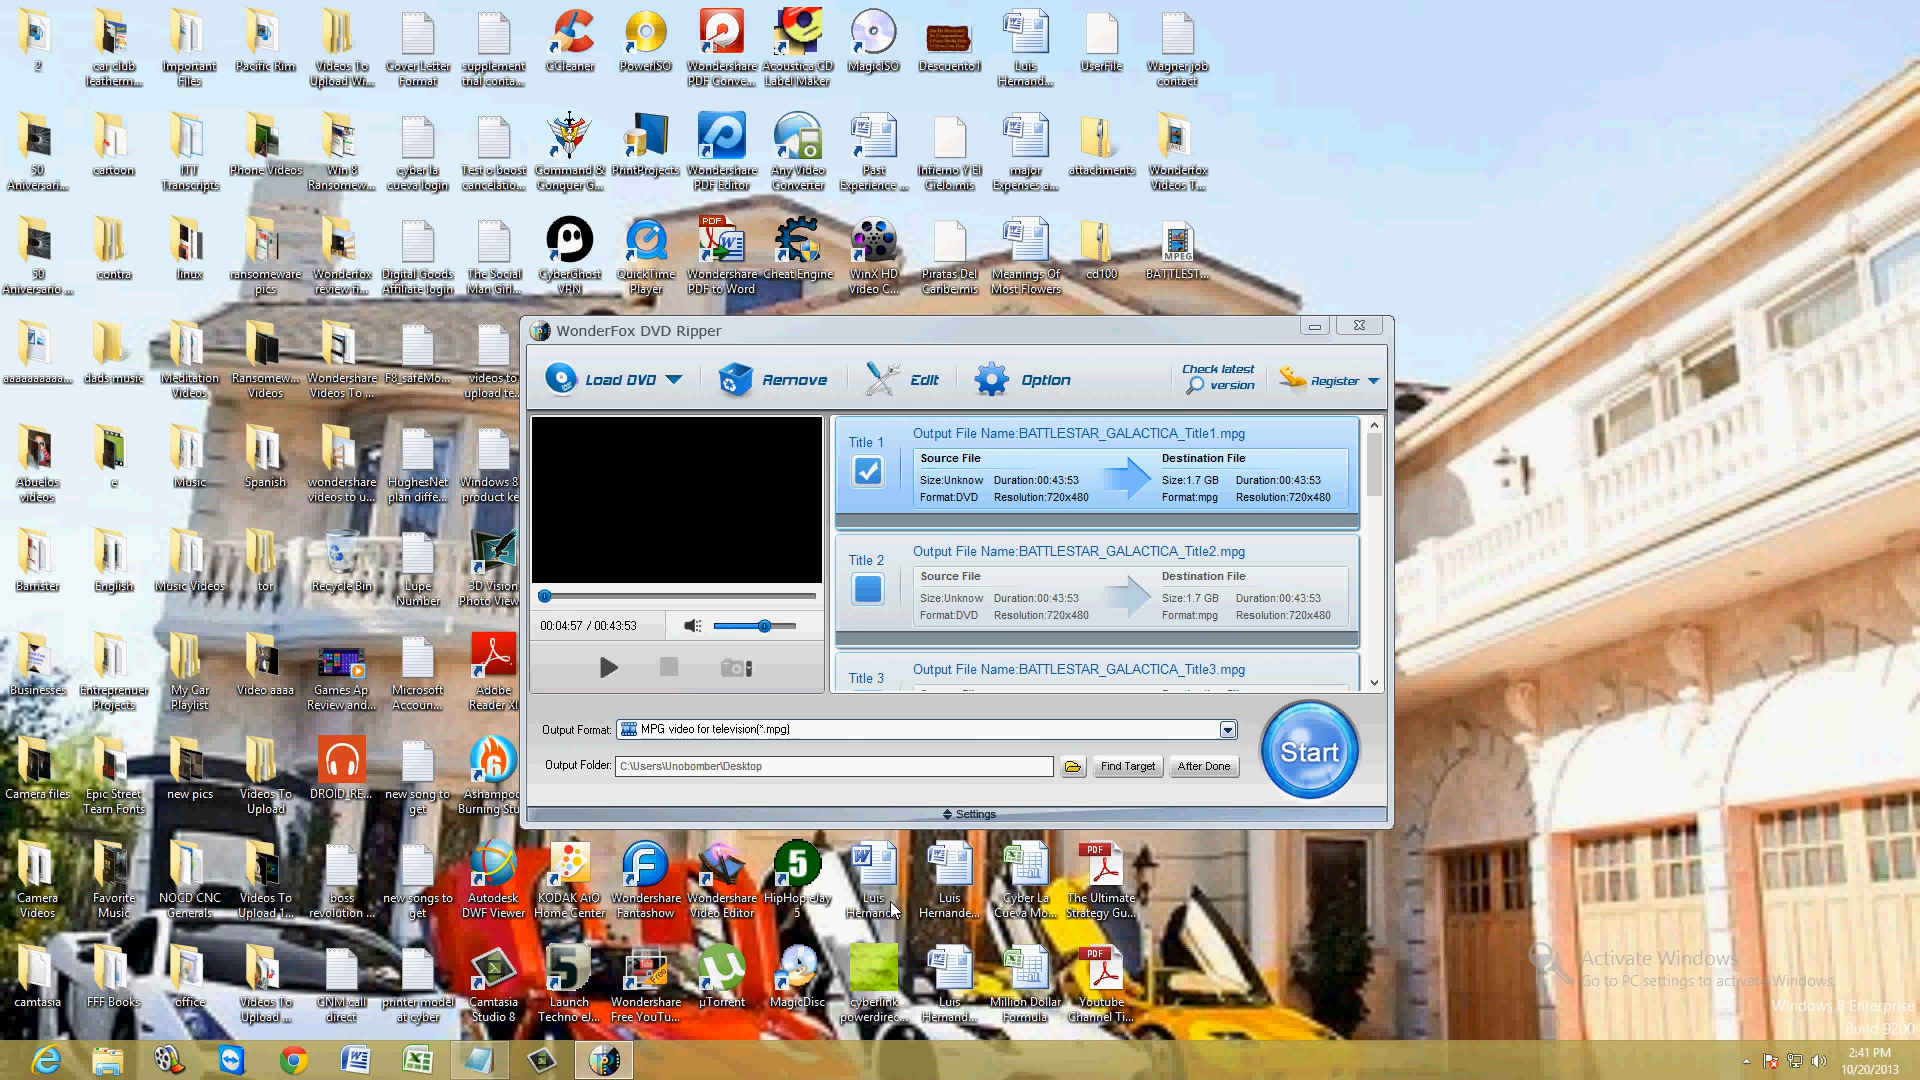 2
car club leatherm...
Important Files
Pacific Rim
Videos To Upload Wi...
Cover Letter Format
supplement trial conta...
CCleaner
PowerISO
Wondershare PDF Conve...
Acoustica CD Label Maker
MagicISO
Descuento1
Luis Hernand...
UserFile
Wagner job contact
50 Aniversari...
cartoon
ITT Transcripts
Phone Videos
Win 8 Ransomew...
cyber la cueva login
Test o boost cancelatio...
Command & Conquer G...
PrintProjects
Wondershare PDF Editor
Any Video Converter
Past Experience ...
Infierno Y El Cielo.mis
major Expenses a...
attachments
Wonderfox Videos T...
50 Aniversario ...
contra
linux
ransomeware pics
Wonderfox review fi...
Digital Goods Affiliate login
The Social Man Girl...
CyberGhost VPN
QuickTime Player
Wondershare PDF to Word
Cheat Engine
WinX HD Video C...
Piratas Del Caribe.mis
Meanings Of Most Flowers
cd100
BATTLEST...
aaaaaaaaaa...
dads music
Meditation Videos
Ransomew... Videos
Wondershare Videos To ...
F8_safeMo...
videos to upload te...
Abuelos videos
e
Music
Spanish
wondershare videos to u...
HughesNet plan diffe...
Windows 8 product ke
Barrister
English
Music Videos
tor
Recycle Bin
Lupe Number
3D Vision Photo View
Businesses
Entreprenuer Projects
My Car Playlist
Video aaaa
Games Ap Review and...
Microsoft Accoun...
Adobe Reader XI
Camera files
Epic Street Team Fonts
new pics
Videos To Upload
DROID_RE...
new song to get
Ashampoo Burning Stu
Camera Videos
Favorite Music
NOCD CNC Generals
Videos To Upload 1...
boss revolution ...
new songs to get
Autodesk DWF Viewer
KODAK AiO Home Center
Wondershare Fantashow
Wondershare Video Editor
HipHop eJay 5
Luis Hernand...
Luis Hernande...
Cyber La Cueva Mo...
The Ultimate Strategy Gu...
camtasia
FFF Books
office
Videos To Upload ...
GNM call direct
printer model at cyber
Camtasia Studio 8
Launch Techno eJ...
Wondershare Free YouTu...
µTorrent
MagicDisc
cyberlink powerdirec...
Luis Hernand...
Million Dollar Formula
Youtube Channel Ti...
WonderFox DVD Ripper
Load DVD
Remove
Edit
Option
Check latest version
Register
Title 1
Output File Name:BATTLESTAR_GALACTICA_Title1.mpg
Source File
Destination File
Size:Unknow Duration:00:43:53
Size:1.7 GB Duration:00:43:53
Format:DVD Resolution:720x480
Format:mpg Resolution:720x480
Title 2
Output File Name:BATTLESTAR_GALACTICA_Title2.mpg
Source File
Destination File
Size:Unknow Duration:00:43:53
Size:1.7 GB Duration:00:43:53
Format:DVD Resolution:720x480
Format:mpg Resolution:720x480
Title 3
Output File Name:BATTLESTAR_GALACTICA_Title3.mpg
00:04:57 / 00:43:53
Output Format: MPG video for television(*.mpg)
Output Folder: C:\Users\Unobomber\Desktop
Find Target
After Done
Start
Settings
Activate Windows
Go to PC settings to activate Windows.
Windows 8 Enterprise
Build 9200
2:41 PM
10/20/2013